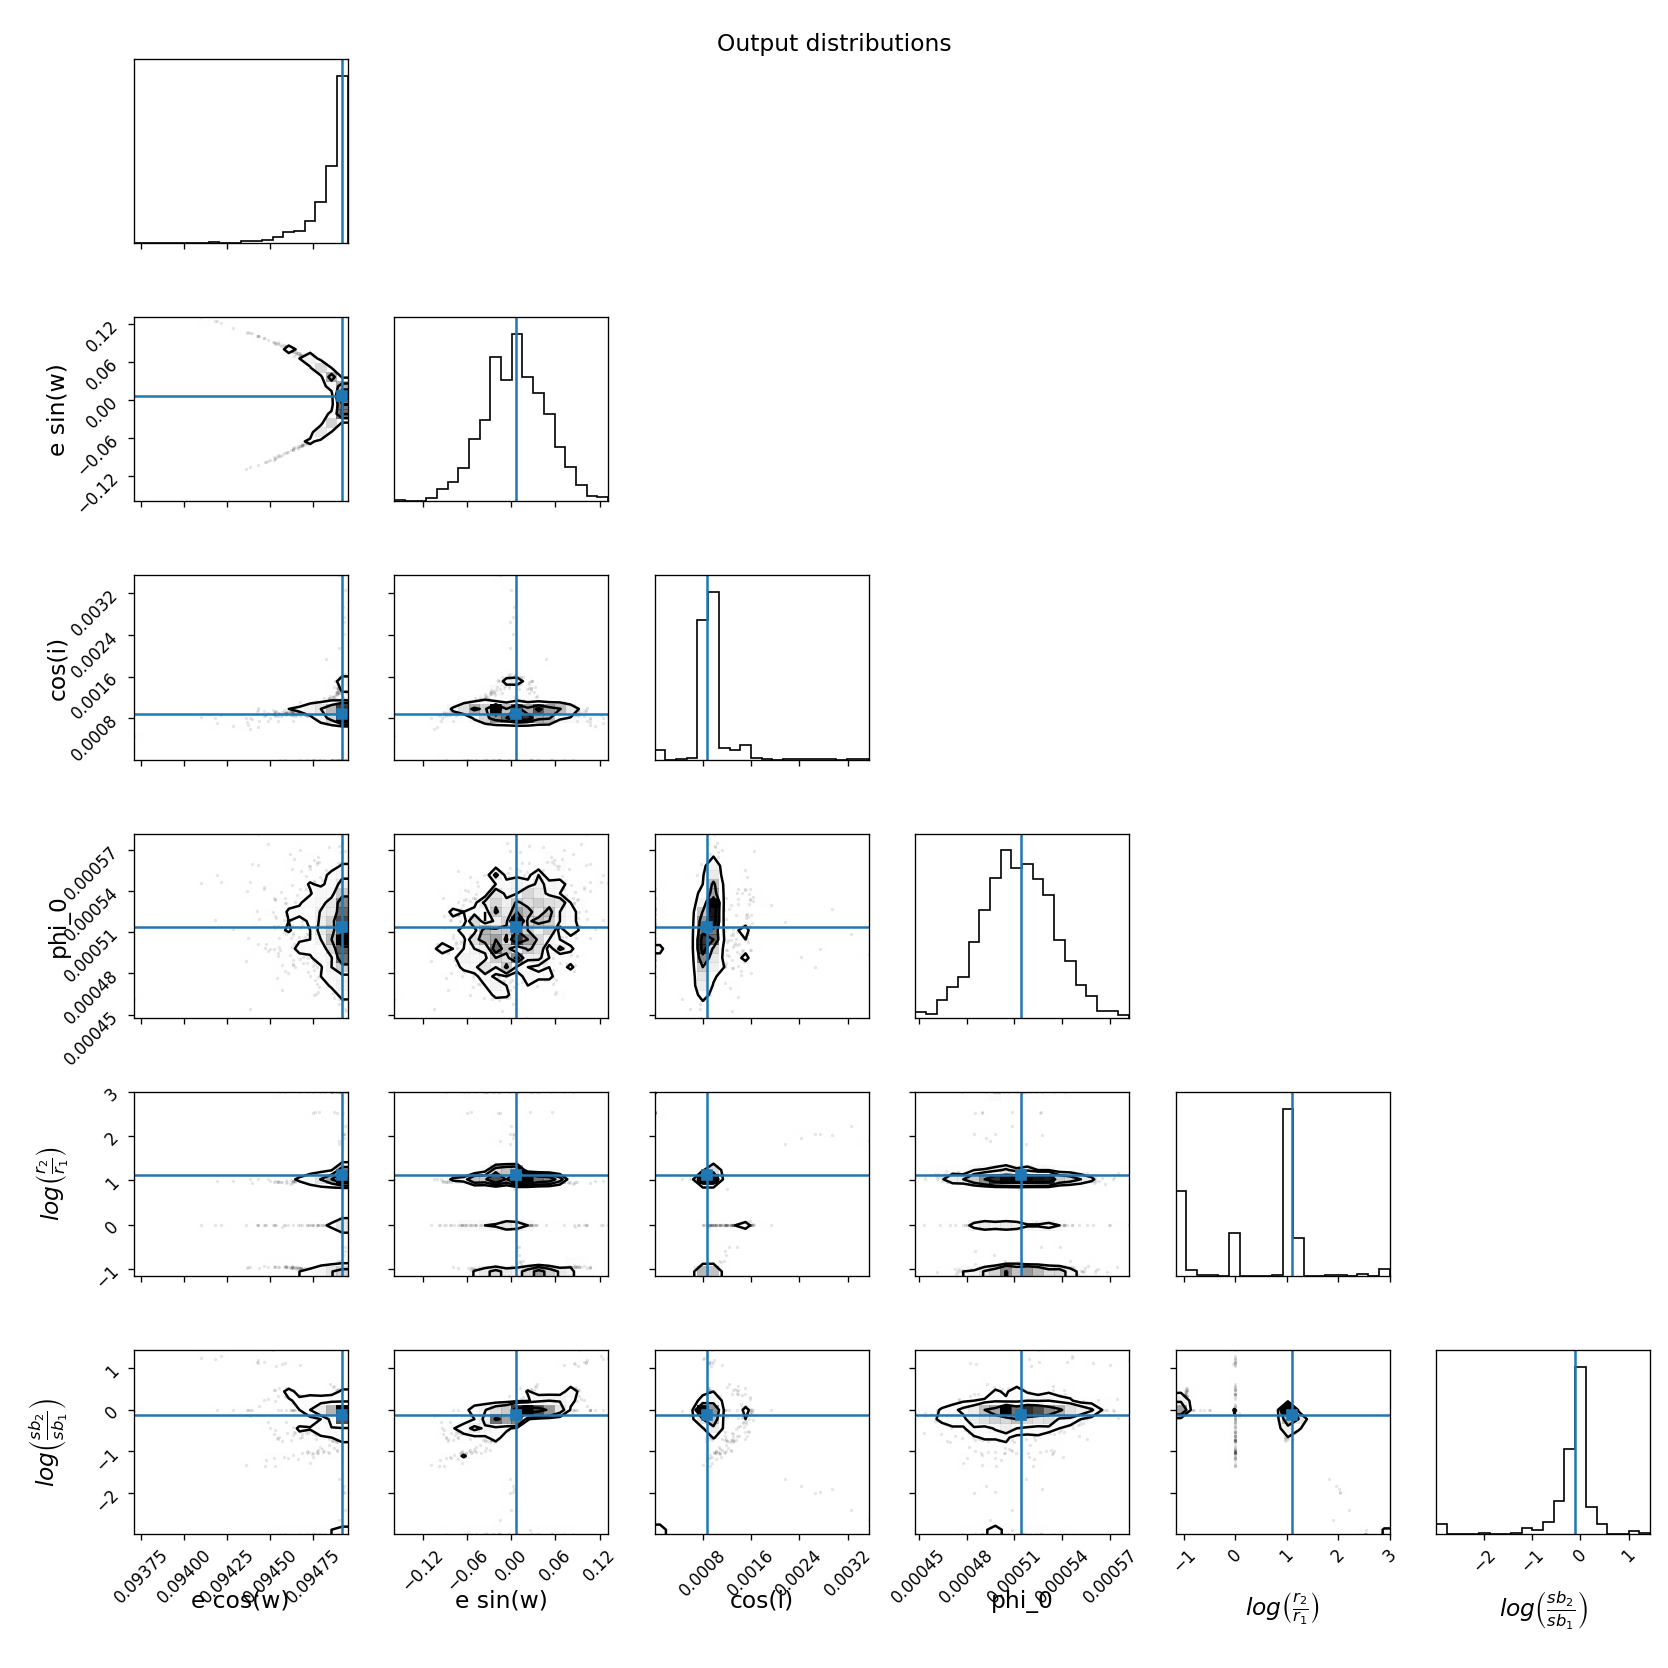 Output distributions
e sin(w)
0.12
0.06
0.00
−0.06
−0.12
cos(i)
0.0032
0.0024
0.0016
0.0008
phi_0
0.00057
0.00054
0.00051
0.00048
0.00045
log(r2/r1)
3
2
1
0
−1
log(sb2/sb1)
1
0
−1
−2
0.09375 0.09400 0.09425 0.09450 0.09475
−0.12 −0.06 0.00 0.06 0.12
0.0008 0.0016 0.0024 0.0032
0.00045 0.00048 0.00051 0.00054 0.00057
−1 0 1 2 3
−2 −1 0 1
e cos(w) e sin(w) cos(i) phi_0 log(r2/r1) log(sb2/sb1)